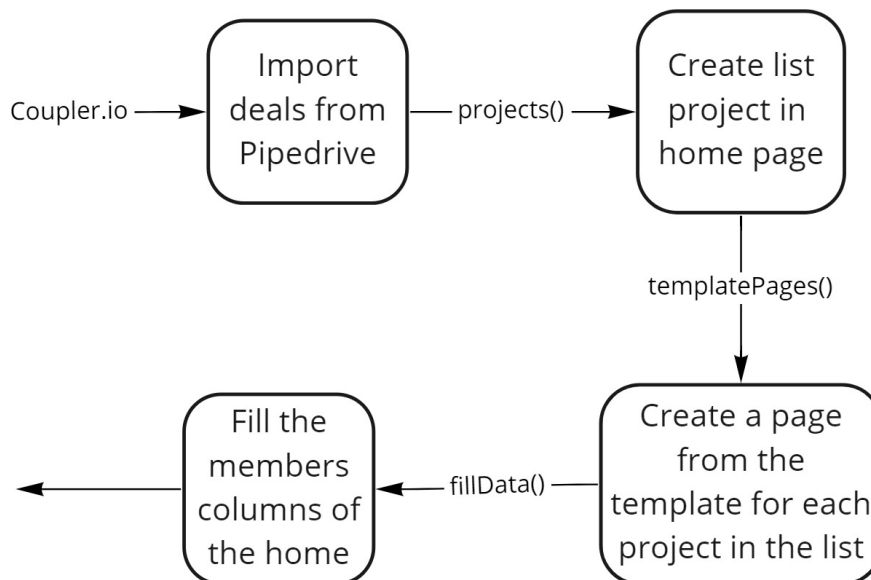 Coupler.io
Import
deals from
Pipedrive
projects()
Create list
project in
home page
templatePages()
Create a page
from the
template for each
project in the list
fillData()
Fill the
members
columns of
the home